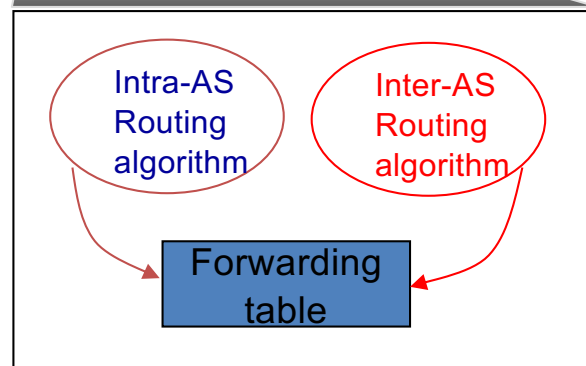 Intra-AS
Routing
algorithm
Inter-AS
Routing
algorithm
Forwarding
table